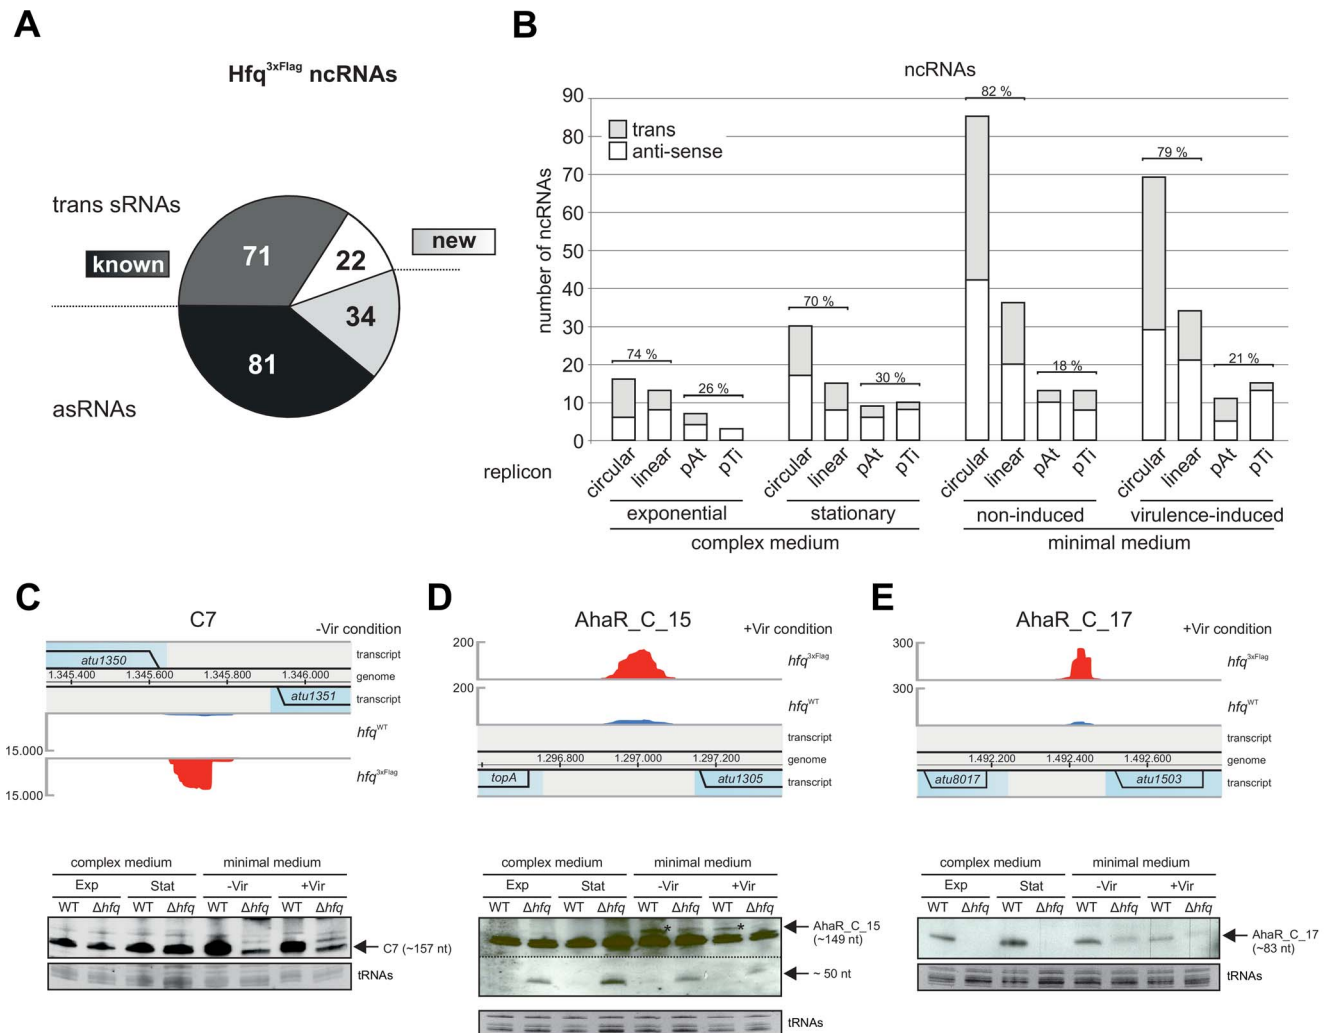 A
Hfq3xFlag ncRNAs
trans sRNAs
known
new
71
22
34
81
asRNAs
B
ncRNAs
number of ncRNAs
90
80
70
60
50
40
30
20
10
0
trans
anti-sense
74 %
26 %
70 %
30 %
82 %
18 %
79 %
21 %
replicon
circular linear pAt pTi circular linear pAt pTi circular linear pAt pTi circular linear pAt pTi
exponential stationary non-induced virulence-induced
complex medium minimal medium
C
C7
-Vir condition
atu1350
transcript
1.345.400 1.345.600 1.345.800 1.346.000 genome
atu1351
transcript
hfqWT
15.000
hfq3xFlag
15.000
complex medium minimal medium
Exp Stat -Vir +Vir
WT Δhfq WT Δhfq WT Δhfq WT Δhfq
C7 (~157 nt)
tRNAs
D
AhaR_C_15
+Vir condition
200
hfq3xFlag
200
hfqWT
transcript
1.296.800 1.297.000 1.297.200 genome
topA atu1305 transcript
complex medium minimal medium
Exp Stat -Vir +Vir
WT Δhfq WT Δhfq WT Δhfq WT Δhfq
* *
AhaR_C_15
(~149 nt)
~ 50 nt
tRNAs
E
AhaR_C_17
+Vir condition
300
hfq3xFlag
300
hfqWT
transcript
1.492.200 1.492.400 1.492.600 genome
atu8017 atu1503 transcript
complex medium minimal medium
Exp Stat -Vir +Vir
WT Δhfq WT Δhfq WT Δhfq WT Δhfq
AhaR_C_17
(~83 nt)
tRNAs